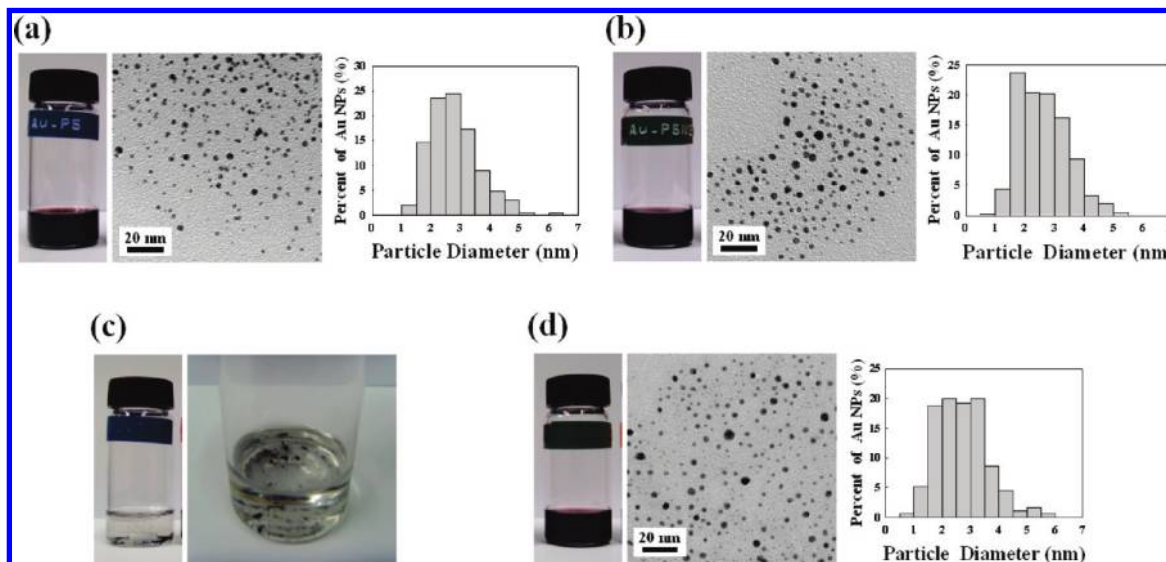 (a)
Au-PS
20 nm
Percent of Au NPs (%)
30
25
20
15
10
5
0
0 1 2 3 4 5 6 7
Particle Diameter (nm)
(b)
20 nm
Percent of Au NPs (%)
25
20
15
10
5
0
0 1 2 3 4 5 6
Particle Diameter (nm)
(c)
(d)
20 nm
Percent of Au NPs (%)
25
20
15
10
5
0
0 1 2 3 4 5 6 7
Particle Diameter (nm)